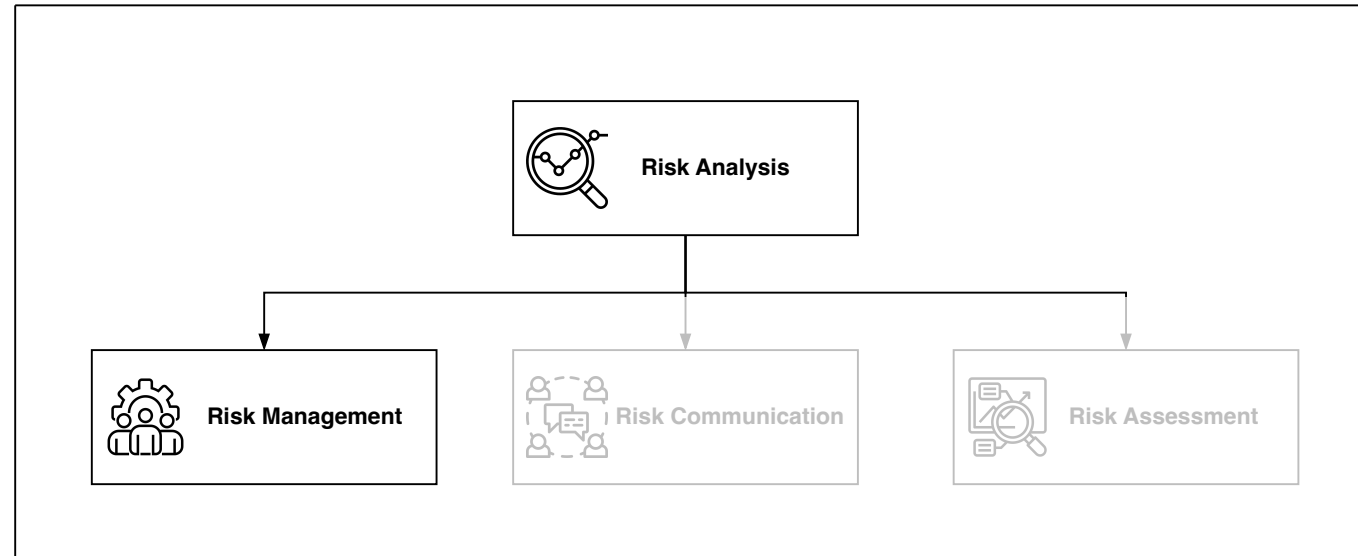 Risk Analysis
Risk Management
Risk Communication
Risk Assessment